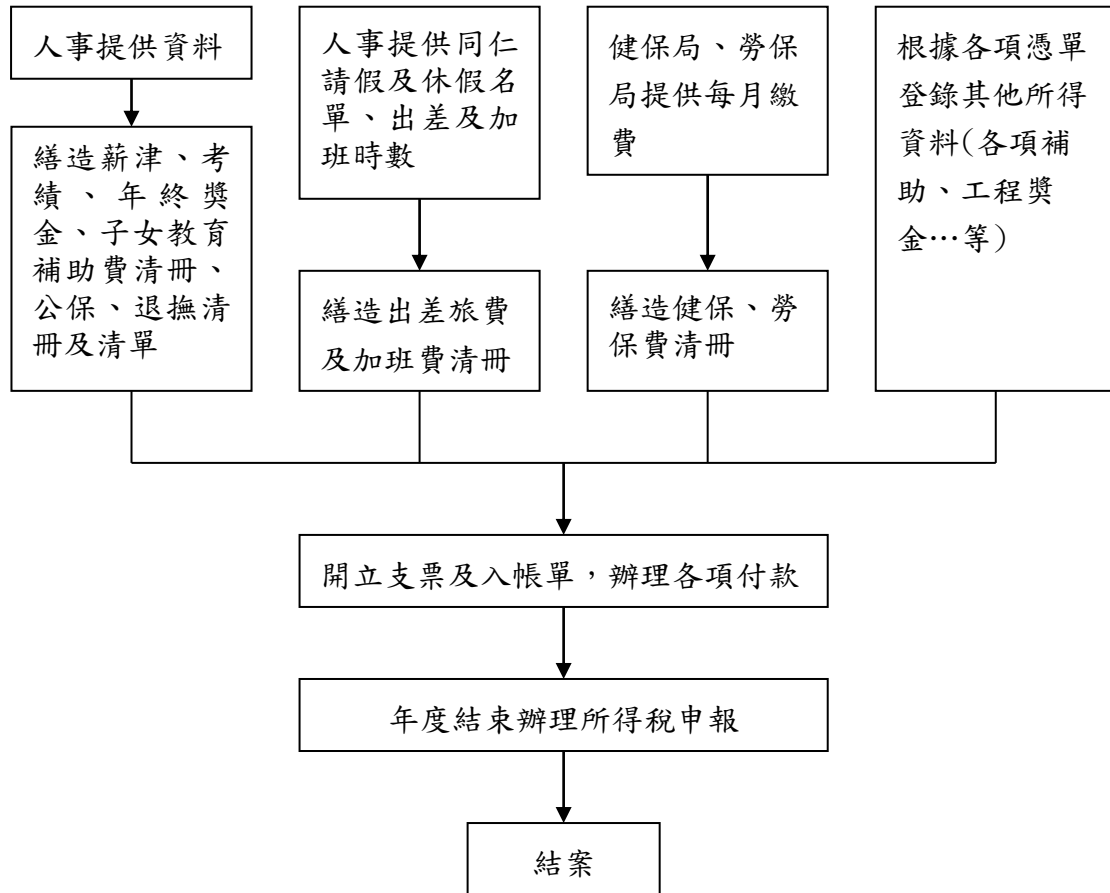 人事提供資料
繕造薪津、考
績、年終獎
金、子女教育
補助費清冊、
公保、退撫清
冊及清單
人事提供同仁
請假及休假名
單、出差及加
班時數
繕造出差旅費
及加班費清冊
健保局、勞保
局提供每月繳
費
繕造健保、勞
保費清冊
根據各項憑單
登錄其他所得
資料(各項補
助、工程獎
金…等)
開立支票及入帳單，辦理各項付款
年度結束辦理所得稅申報
結案